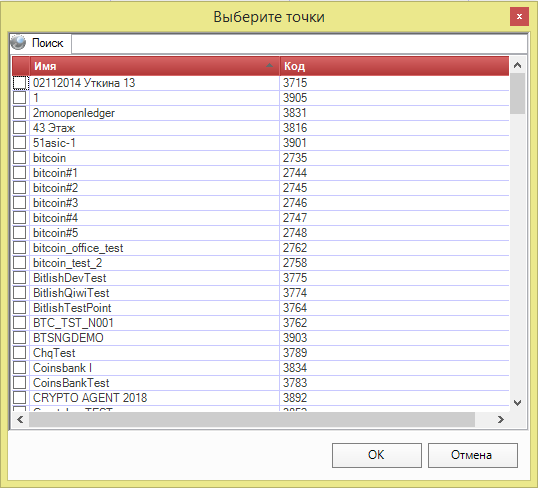 Выберите точки
x
Поиск
Имя Код
02112014 Уткина 13 3715
1 3905
2monopenledger 3831
43 Этаж 3816
51asic-1 3901
bitcoin 2735
bitcoin#1 2744
bitcoin#2 2745
bitcoin#3 2746
bitcoin#4 2747
bitcoin#5 2748
bitcoin_office_test 2762
bitcoin_test_2 2758
BitlishDevTest 3775
BitlishQiwiTest 3774
BitlishTestPoint 3764
BTC_TST_N001 3762
BTSNGDEMO 3903
ChqTest 3789
Coinsbank I 3834
CoinsBankTest 3783
CRYPTO AGENT 2018 3892
OK Отмена